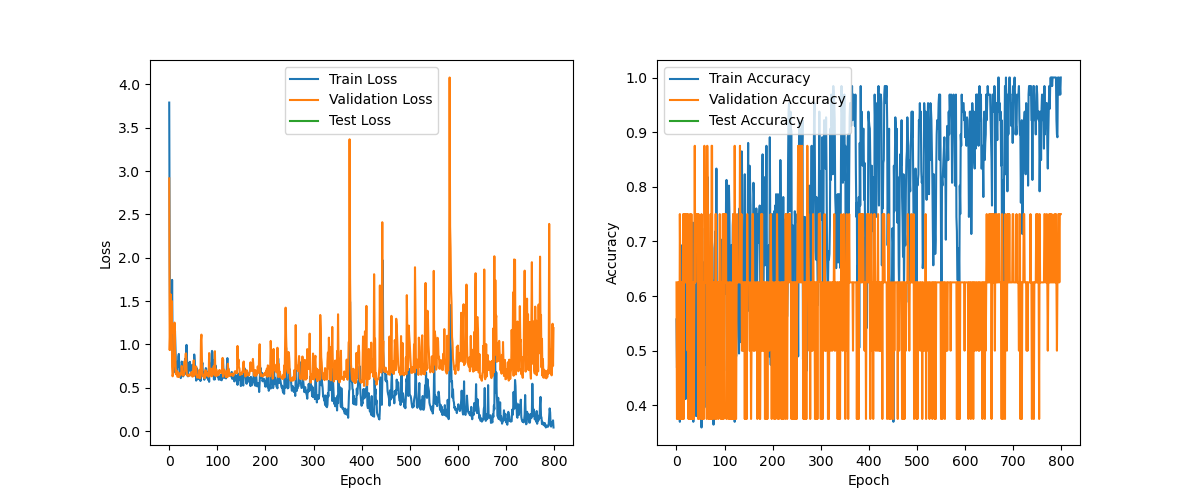 Train Loss
Validation Loss
Test Loss
4.0
3.5
3.0
2.5
2.0
1.5
1.0
0.5
0.0
Loss
0 100 200 300 400 500 600 700 800
Epoch
Train Accuracy
Validation Accuracy
Test Accuracy
1.0
0.9
0.8
0.7
0.6
0.5
0.4
Accuracy
0 100 200 300 400 500 600 700 800
Epoch